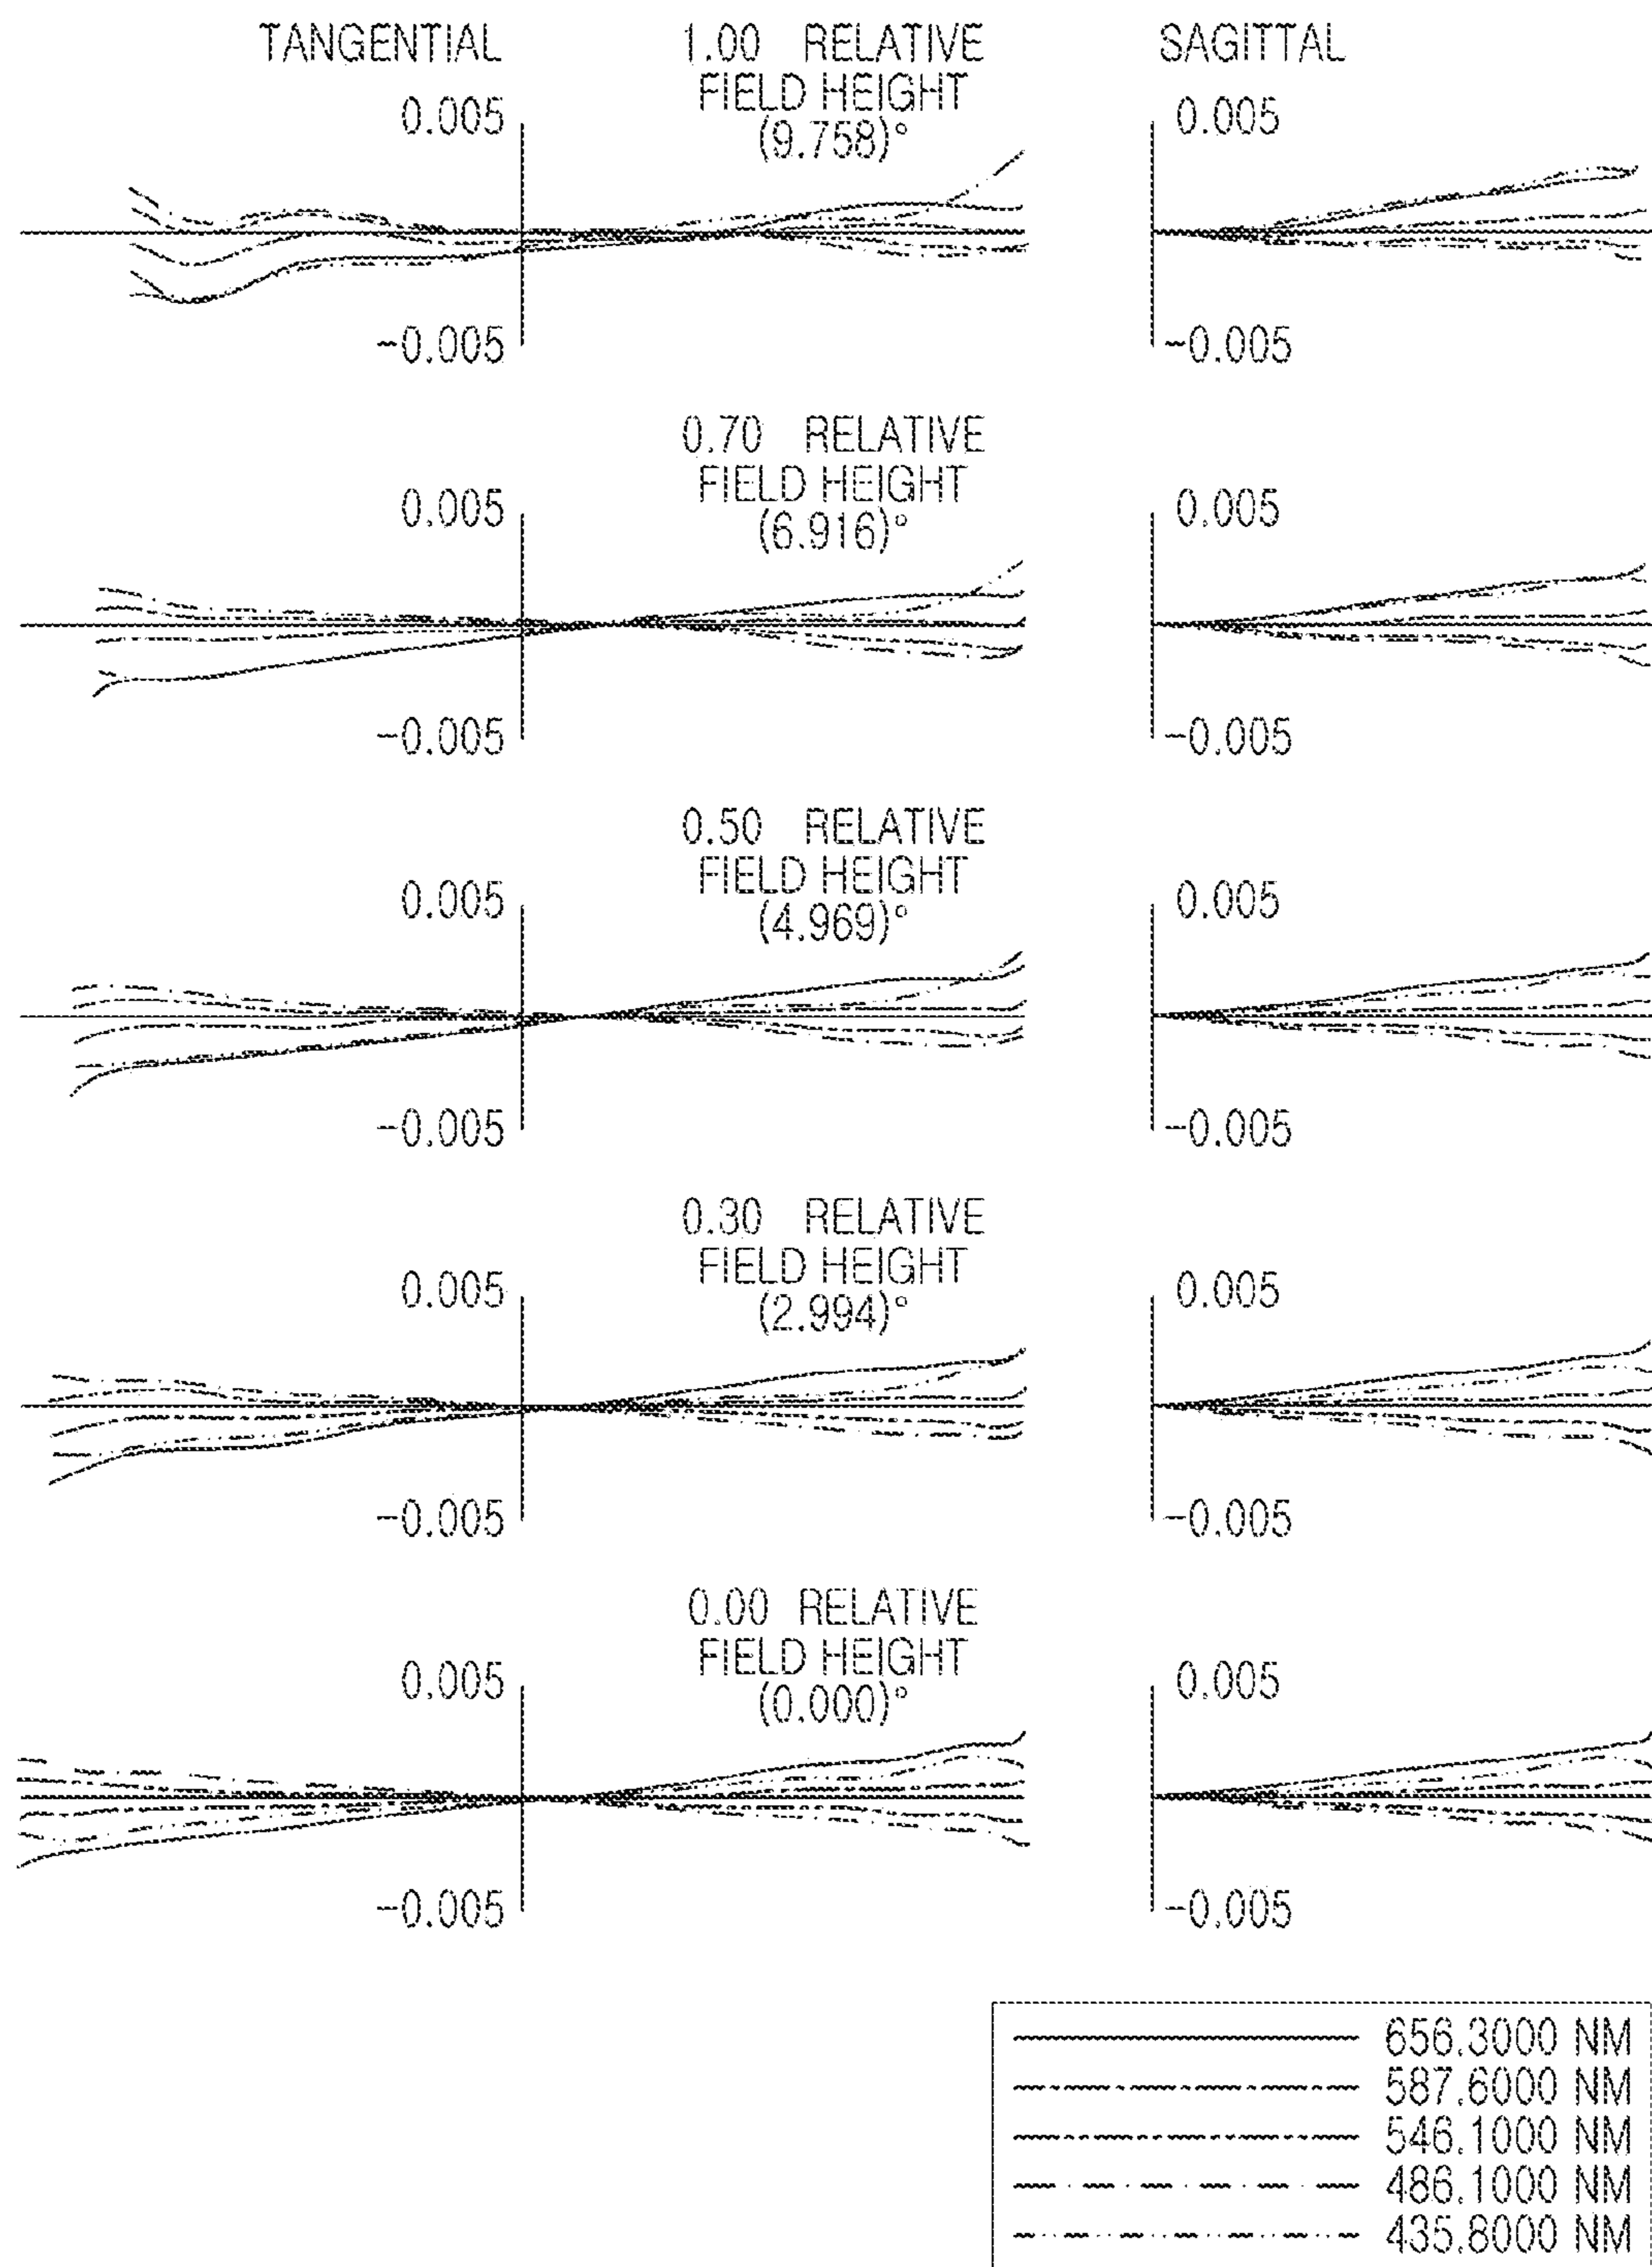 TANGENTIAL
1.00 RELATIVE
FIELD HEIGHT
(9.758)°
SAGITTAL
0.005
0.005
-0.005
-0.005
0.70 RELATIVE
FIELD HEIGHT
(6.916)°
0.005
0.005
-0.005
-0.005
0.50 RELATIVE
FIELD HEIGHT
(4.969)°
0.005
0.005
-0.005
-0.005
0.30 RELATIVE
FIELD HEIGHT
(2.994)°
0.005
0.005
-0.005
-0.005
0.00 RELATIVE
FIELD HEIGHT
(0.000)°
0.005
0.005
-0.005
-0.005
656.3000 NM
587.6000 NM
546.1000 NM
486.1000 NM
435.8000 NM